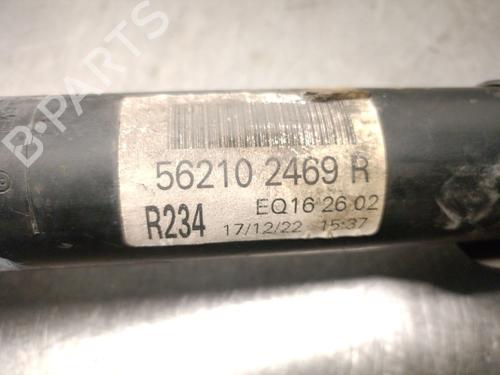 B-PARTS
56210 2469 R
R234 EQ16 26 02
17/12/22 15:37